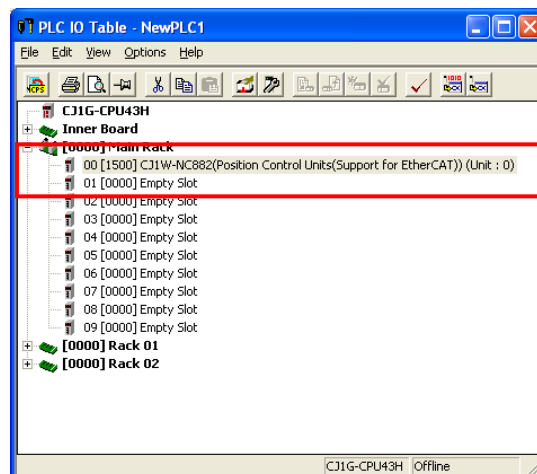 PLC IO Table - NewPLC1
File Edit View Options Help
NCPS
CJ1G-CPU43H
Inner Board
[0000] Main Rack
00 [1500] CJ1W-NC882(Position Control Units(Support for EtherCAT)) (Unit : 0)
01 [0000] Empty Slot
02 [0000] Empty Slot
03 [0000] Empty Slot
04 [0000] Empty Slot
05 [0000] Empty Slot
06 [0000] Empty Slot
07 [0000] Empty Slot
08 [0000] Empty Slot
09 [0000] Empty Slot
[0000] Rack 01
[0000] Rack 02
CJ1G-CPU43H Offline